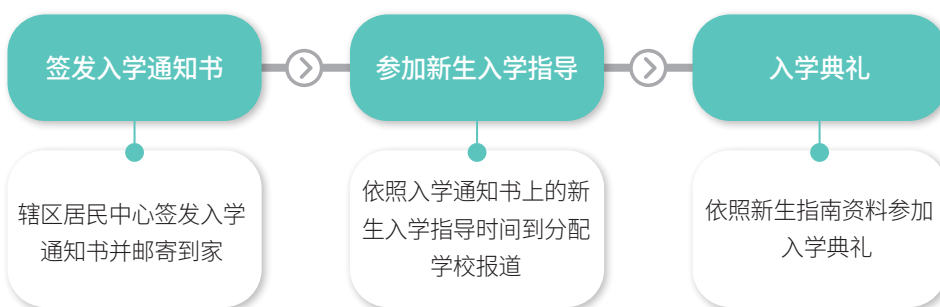 签发入学通知书
参加新生入学指导
入学典礼
辖区居民中心签发入学
通知书并邮寄到家
依照入学通知书上的新
生入学指导时间到分配
学校报道
依照新生指南资料参加
入学典礼